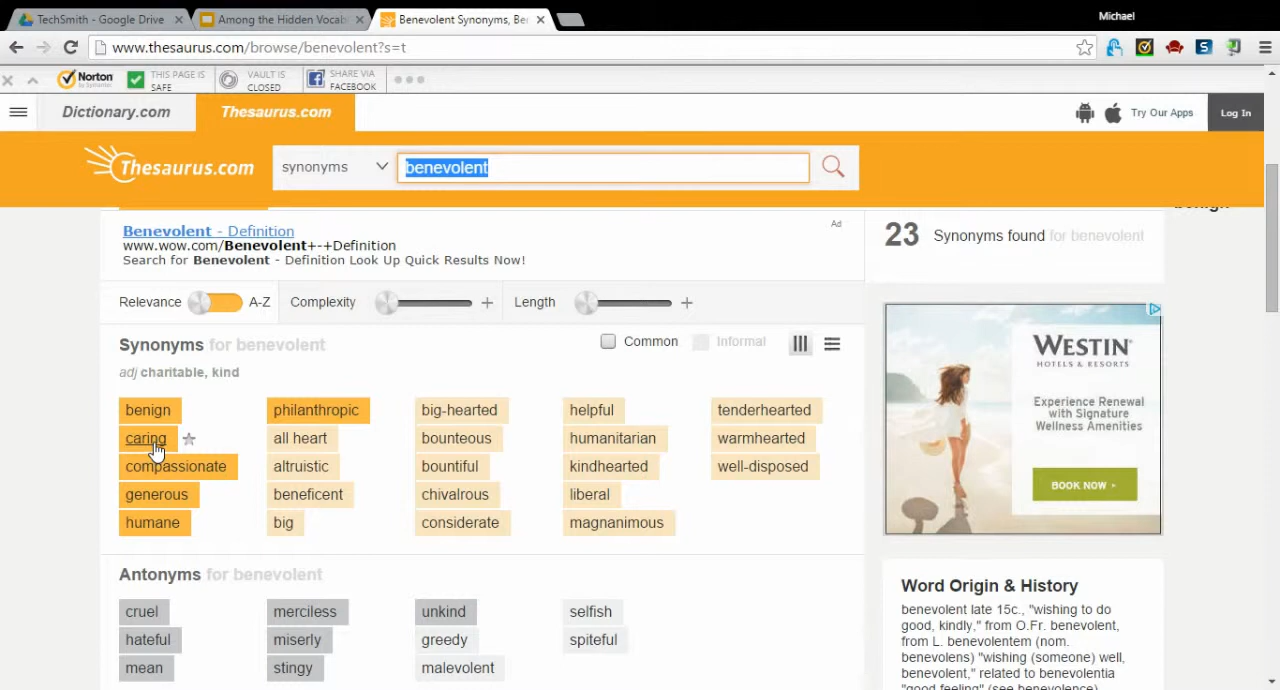 TechSmith - Google Drive
Among the Hidden Vocab
Benevolent Synonyms, Be
Michael
www.thesaurus.com/browse/benevolent?s=t
Norton
by Symantec
THIS PAGE IS
SAFE
VAULT IS
CLOSED
SHARE VIA
FACEBOOK
Dictionary.com
Thesaurus.com
Try Our Apps
Log In
Thesaurus.com
synonyms
benevolent
Benevolent - Definition
www.wow.com/Benevolent+-+Definition
Search for Benevolent - Definition Look Up Quick Results Now!
Ad
23 Synonyms found for benevolent
Relevance A-Z Complexity + Length +
Synonyms for benevolent
Common Informal
adj charitable, kind
benign philanthropic big-hearted helpful tenderhearted
caring all heart bounteous humanitarian warmhearted
compassionate altruistic bountiful kindhearted well-disposed
generous beneficent chivalrous liberal
humane big considerate magnanimous
Antonyms for benevolent
cruel merciless unkind selfish
hateful miserly greedy spiteful
mean stingy malevolent
WESTIN
HOTELS & RESORTS
Experience Renewal
with Signature
Wellness Amenities
BOOK NOW
Word Origin & History
benevolent late 15c., "wishing to do
good, kindly," from O.Fr. benevolent,
from L. benevolentem (nom.
benevolens) "wishing (someone) well,
benevolent," related to benevolentia
"good feeling" (see benevolence).